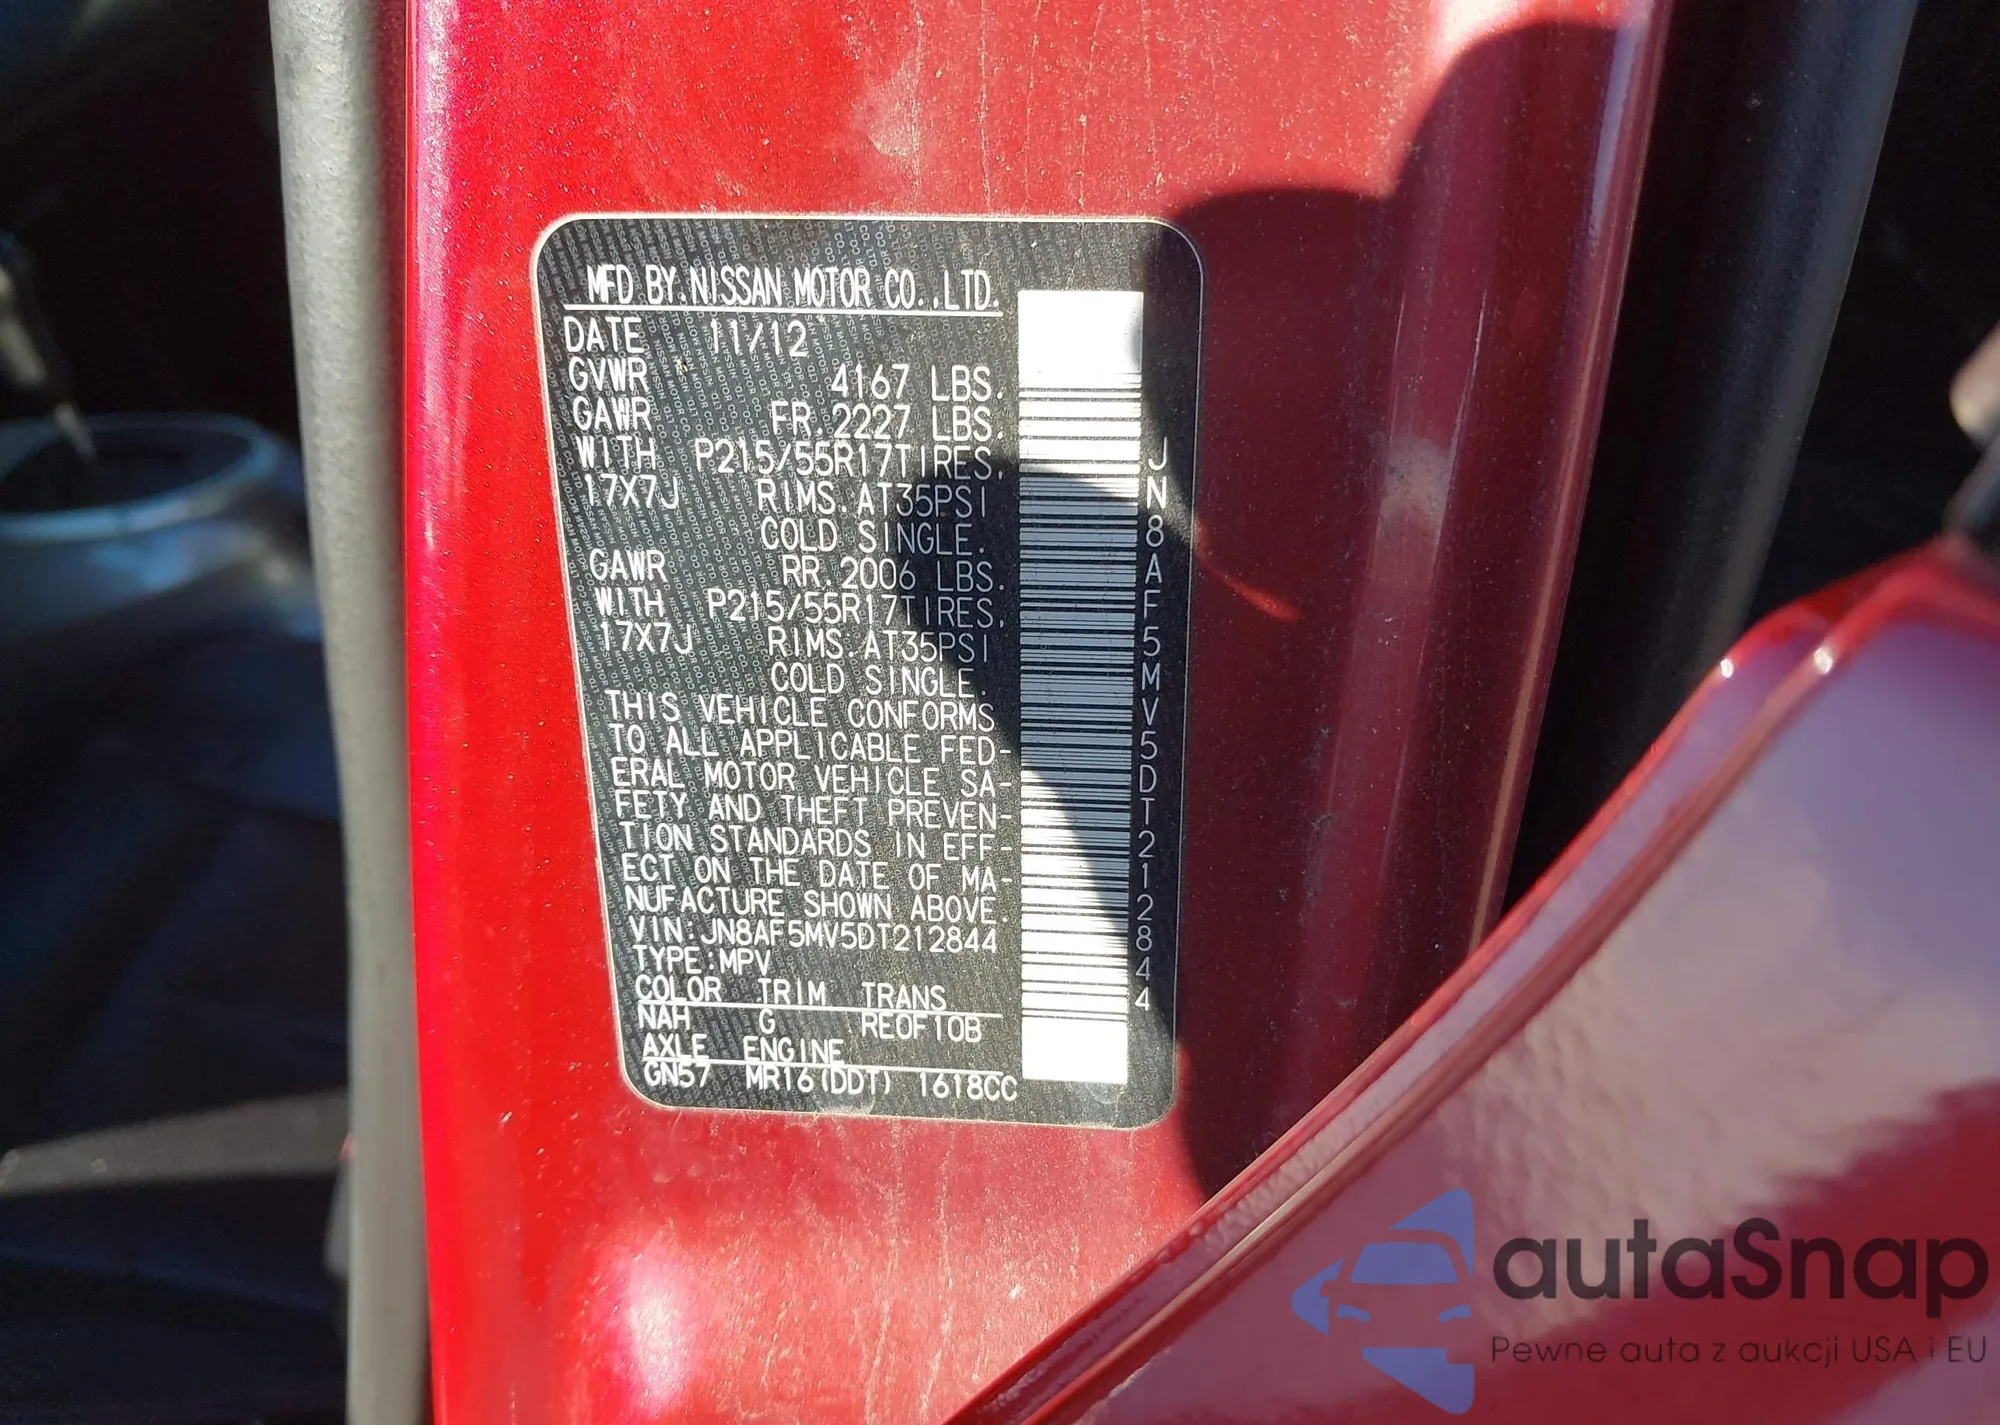 MFD BY.NISSAN MOTOR CO.,LTD.
DATE 11/12
GVWR 4167 LBS.
GAWR FR.2227 LBS.
WITH P215/55R17TIRES.
17X7J RIMS.AT35PSI
COLD SINGLE.
GAWR RR.2006 LBS.
WITH P215/55R17TIRES.
17X7J RIMS.AT35PSI
COLD SINGLE.
THIS VEHICLE CONFORMS
TO ALL APPLICABLE FED-
ERAL MOTOR VEHICLE SA-
FETY AND THEFT PREVEN-
TION STANDARDS IN EFF-
ECT ON THE DATE OF MA-
NUFACTURE SHOWN ABOVE.
VIN:JN8AF5MV5DT212844
TYPE:MPV
COLOR TRIM TRANS
NAH G RE0F10B
AXLE ENGINE
GN57 MR16(DDT) 1618CC
JN8AF5MV5DT212844
autaSnap
Pewne auta z aukcji USA i EU